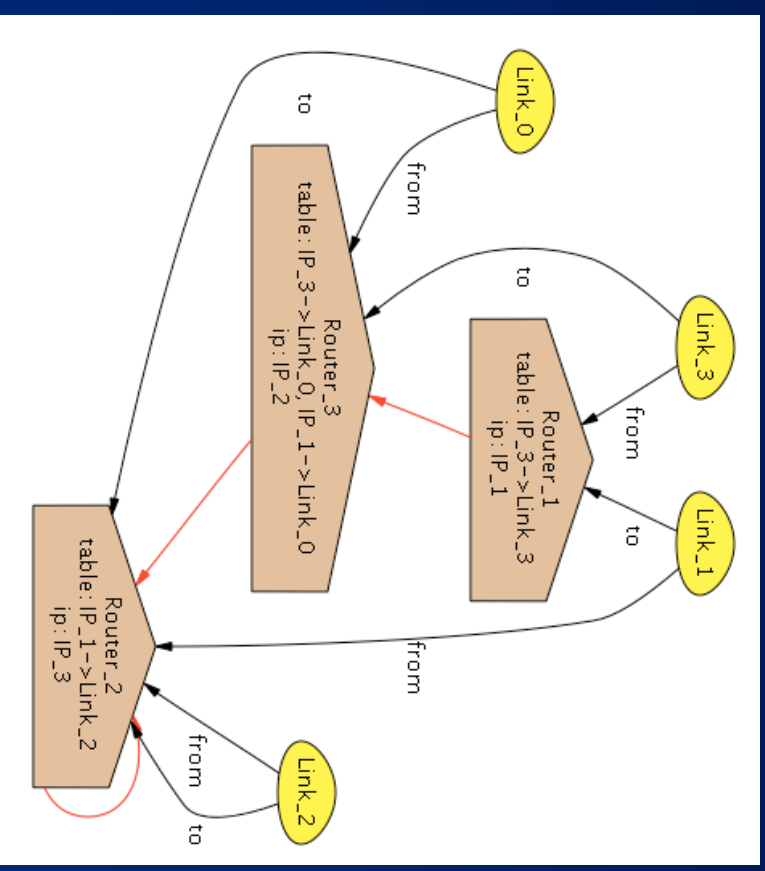 Link_3
Link_1
from
to
Router_1
table: IP_3->Link_3
ip: IP_1
Link_0
to
from
from
to
Router_3
table: IP_3->Link_0, IP_1->Link_0
ip: IP_2
Link_2
from
to
Router_2
table: IP_1->Link_2
ip: IP_3